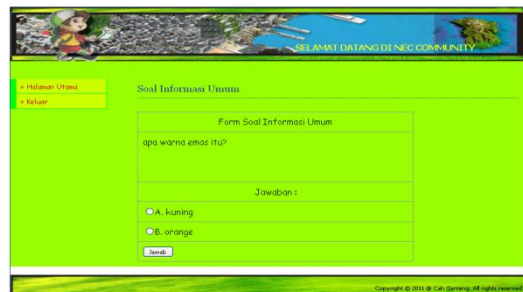 SELAMAT DATANG DI NEC COMMUNITY
» Halaman Utama
» Keluar
Soal Informasi Umum
Form Soal Informasi Umum
apa warna emas itu?
Jawaban :
A. kuning
B. orange
Jawab
Copyright @ 2011 @ Cah Ganteng, All rights reserved